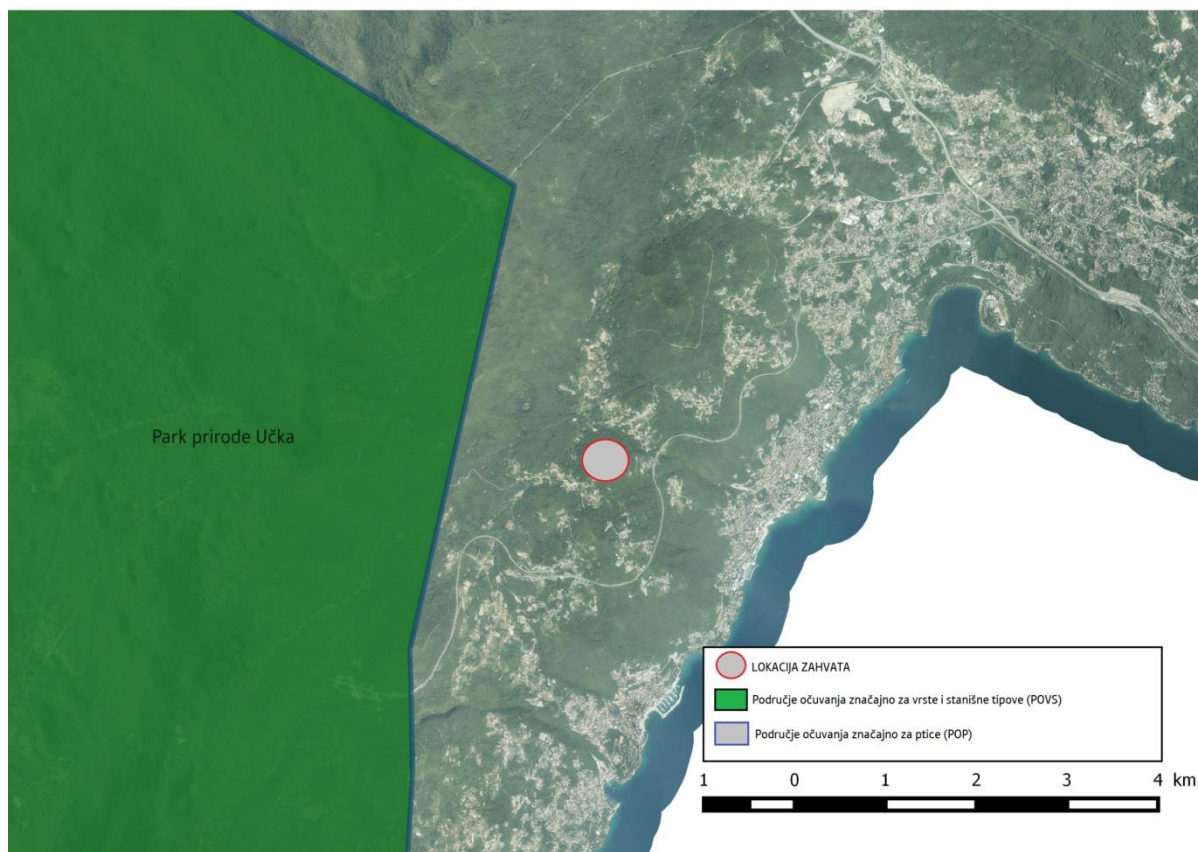 Park prirode Učka
LOKACIJA ZAHVATA
Područje očuvanja značajno za vrste i stanišne tipove (POVS)
Područje očuvanja značajno za ptice (POP)
1 0 1 2 3 4 km